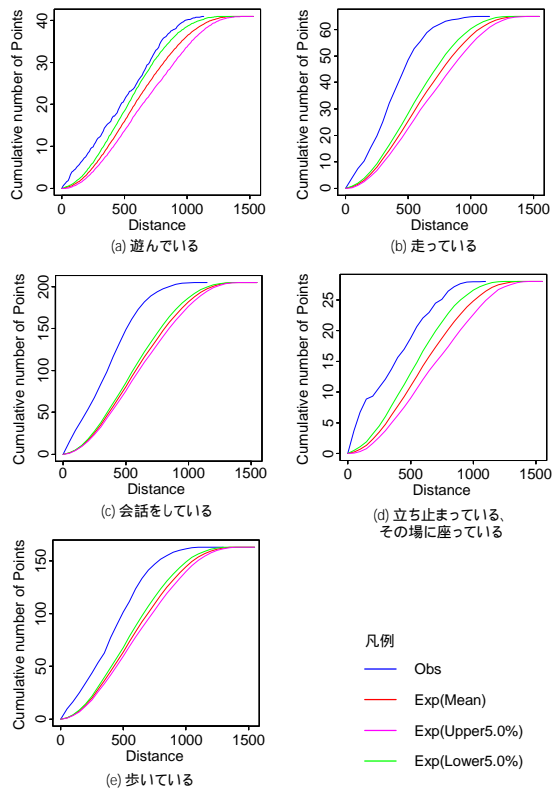 Cumulative number of Points
40
30
20
10
0
0 500 1000 1500
Distance
(a) 遊んでいる
Cumulative number of Points
60
50
40
30
20
10
0
0 500 1000 1500
Distance
(b) 走っている
Cumulative number of Points
200
150
100
50
0
0 500 1000 1500
Distance
(c) 会話をしている
Cumulative number of Points
25
20
15
10
5
0
0 500 1000 1500
Distance
(d) 立ち止まっている、
その場に座っている
Cumulative number of Points
150
100
50
0
0 500 1000 1500
Distance
(e) 歩いている
凡例
Obs
Exp(Mean)
Exp(Upper5.0%)
Exp(Lower5.0%)